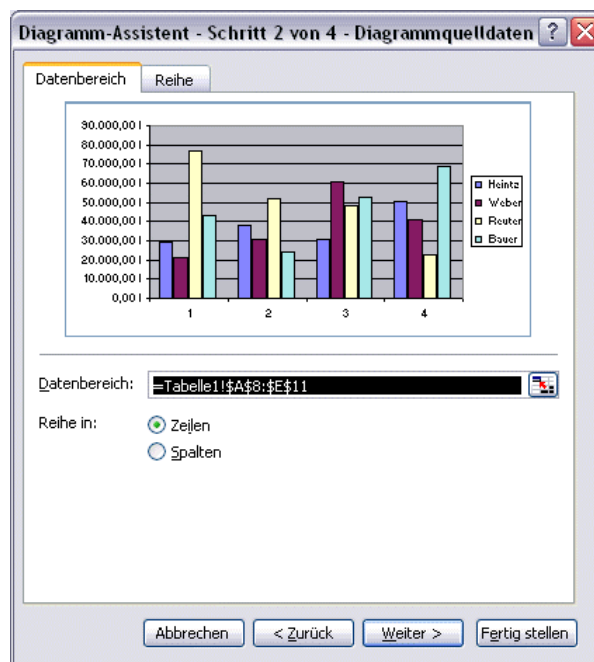 Diagramm-Assistent - Schritt 2 von 4 - Diagrammquelldaten ?
Datenbereich Reihe
90.000,00 l
80.000,00 l
70.000,00 l
60.000,00 l
50.000,00 l
40.000,00 l
30.000,00 l
20.000,00 l
10.000,00 l
0,00 l
1 2 3 4
Heintz
Weber
Reuter
Bauer
Datenbereich: =Tabelle1!$A$8:$E$11
Reihe in: Zeilen
Spalten
Abbrechen < Zurück Weiter > Fertig stellen